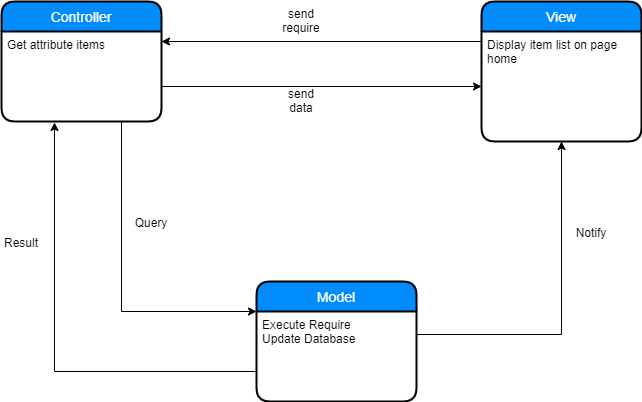 Controller
Get attribute items
send
require
View
Display item list on page
home
send
data
Result
Query
Notify
Model
Execute Require
Update Database